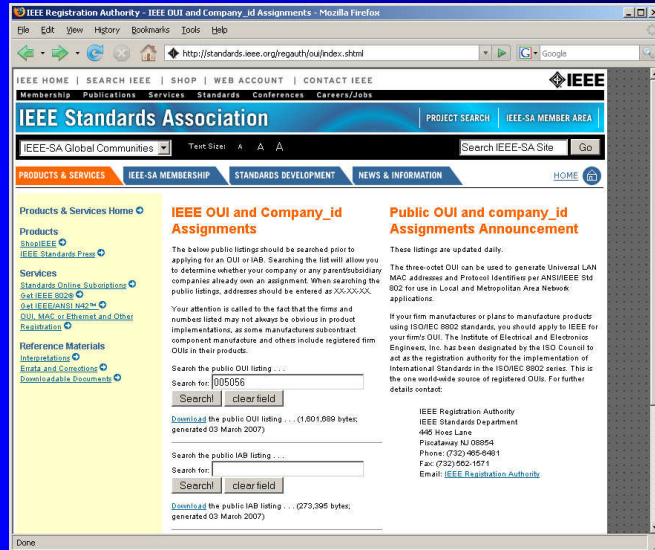 IEEE Registration Authority - IEEE OUI and Company_id Assignments - Mozilla Firefox
File Edit View History Bookmarks Tools Help
http://standards.ieee.org/regauth/oui/index.shtml
Google
IEEE HOME | SEARCH IEEE | SHOP | WEB ACCOUNT | CONTACT IEEE
IEEE
Membership Publications Services Standards Conferences Careers/Jobs
IEEE Standards Association
PROJECT SEARCH | IEEE-SA MEMBER AREA
IEEE-SA Global Communities
Text Size: A A A
Search IEEE-SA Site Go
PRODUCTS & SERVICES IEEE-SA MEMBERSHIP STANDARDS DEVELOPMENT NEWS & INFORMATION HOME
Products & Services Home
Products
ShopIEEE
IEEE Standards Press
Services
Standards Online Subcriptions
Get IEEE 802®
Get IEEE/ANSI N42™
OUI, MAC or Ethernet and Other
Registration
Reference Materials
Interpretations
Errata and Corrections
Downloadable Documents
IEEE OUI and Company_id
Assignments
The below public listings should be searched prior to
applying for an OUI or IAB. Searching the list will allow you
to determine whether your company or any parent/subsidiary
companies already own an assignment. When searching the
public listings, addresses should be entered as XX-XX-XX.
Your attention is called to the fact that the firms and
numbers listed may not always be obvious in product
implementations, as some manufacturers subcontract
component manufacture and others include registered firm
OUIs in their products.
Search the public OUI listing . . .
Search for: 005056
Search! clear field
Download the public OUI listing . . . (1,601,689 bytes;
generated 03 March 2007)
Search the public IAB listing . . .
Search for:
Search! clear field
Download the public IAB listing . . . (273,395 bytes;
generated 03 March 2007)
Public OUI and company_id
Assignments Announcement
These listings are updated daily.
The three-octet OUI can be used to generate Universal LAN
MAC addresses and Protocol Identifiers per ANSI/IEEE Std
802 for use in Local and Metropolitan Area Network
applications.
If your firm manufactures or plans to manufacture products
using ISO/IEC 8802 standards, you should apply to IEEE for
your firm's OUI. The Institute of Electrical and Electronics
Engineers, Inc. has been designated by the ISO Council to
act as the registration authority for the implementation of
International Standards in the ISO/IEC 8802 series. This is
the one world-wide source of registered OUIs. For further
details contact:
IEEE Registration Authority
IEEE Standards Department
445 Hoes Lane
Piscataway NJ 08854
Phone: (732) 465-6481
Fax: (732) 562-1571
Email: IEEE Registration Authority
Done